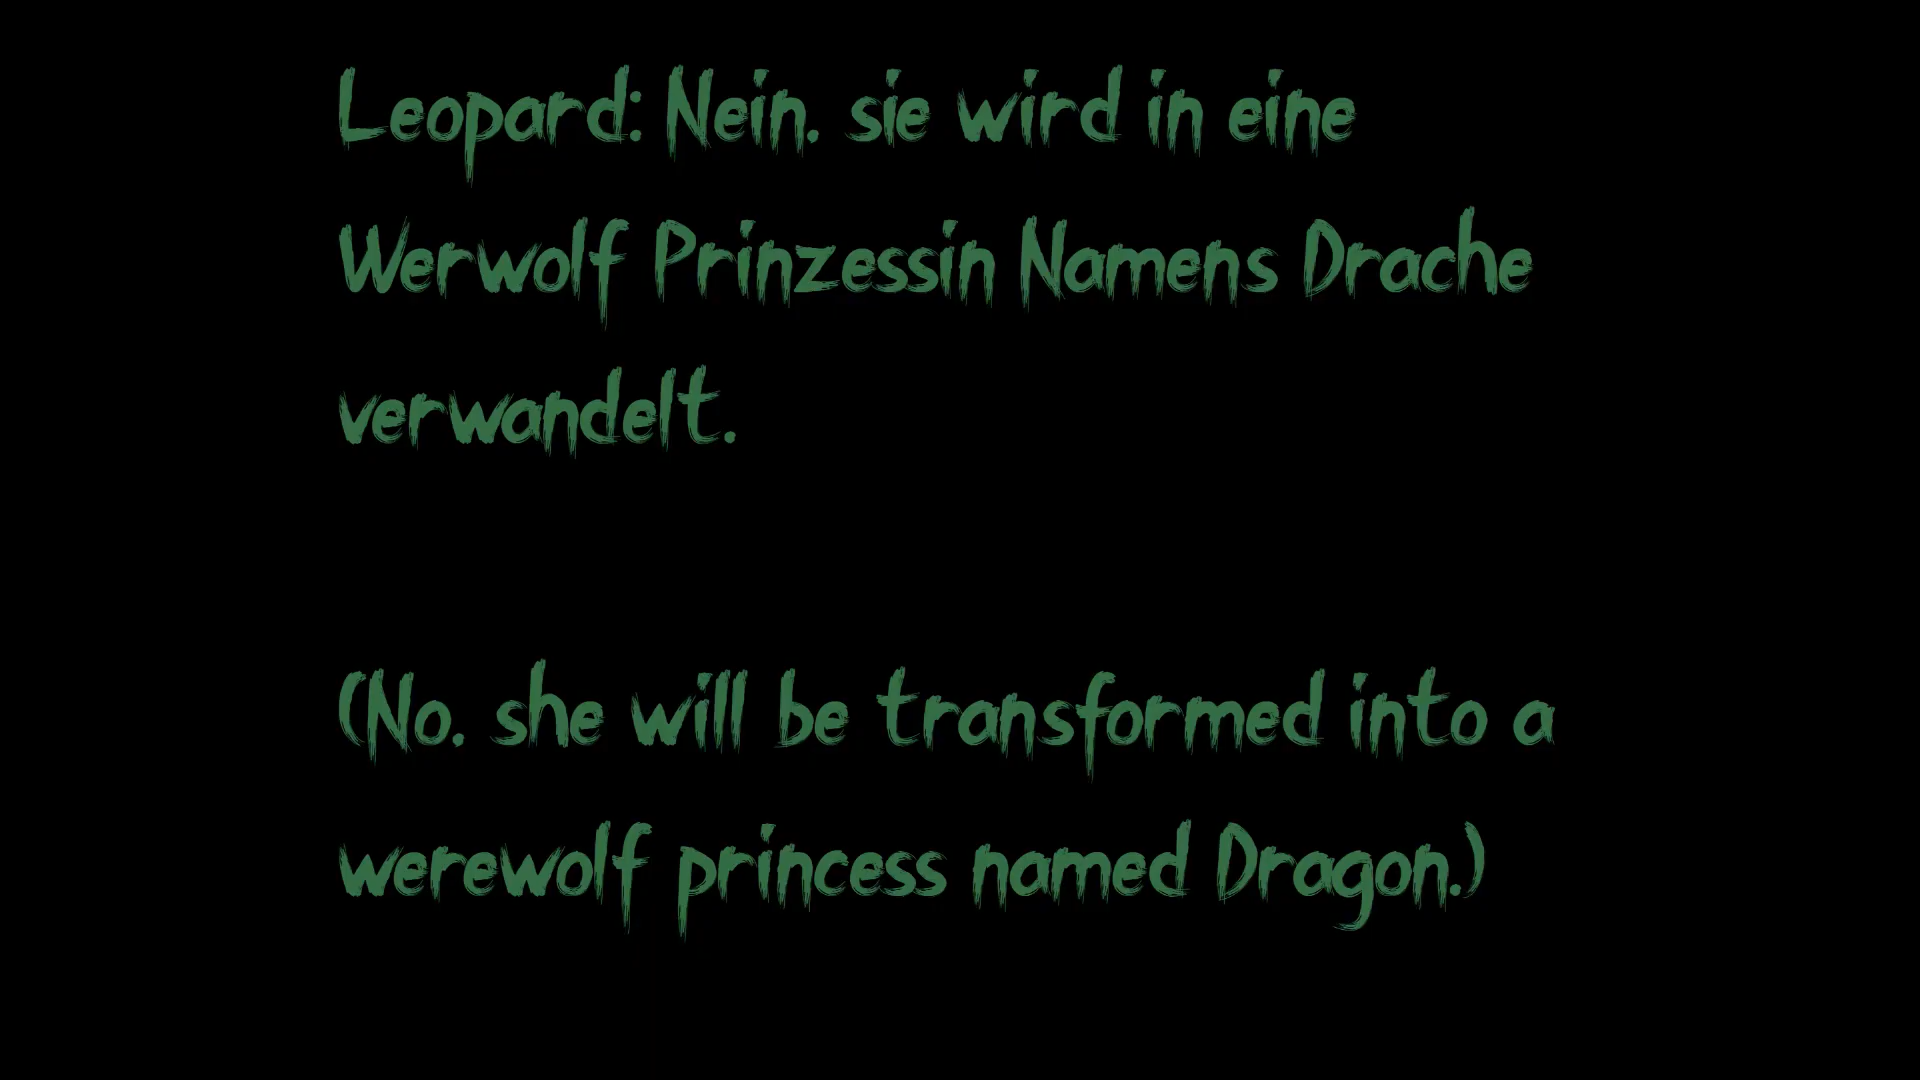 Leopard: Nein. sie wird in eine
Werwolf Prinzessin Namens Drache
verwandelt.
(No. she will be transformed into a
werewolf princess named Dragon.)